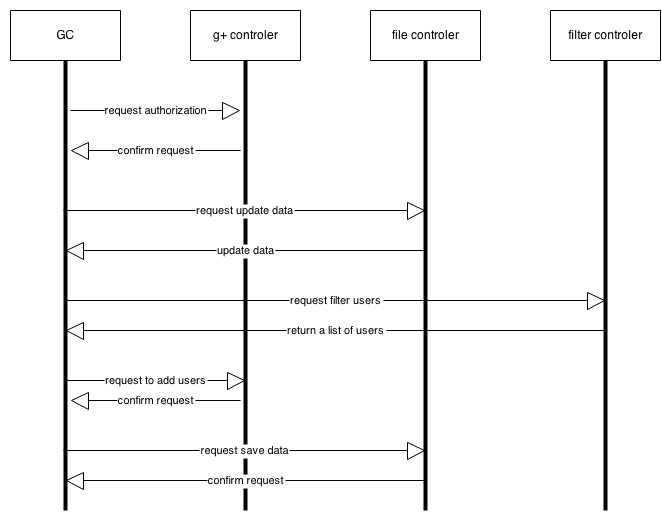 GC
g+ controler
file controler
filter controler
request authorization
confirm request
request update data
update data
request filter users
return a list of users
request to add users
confirm request
request save data
confirm request